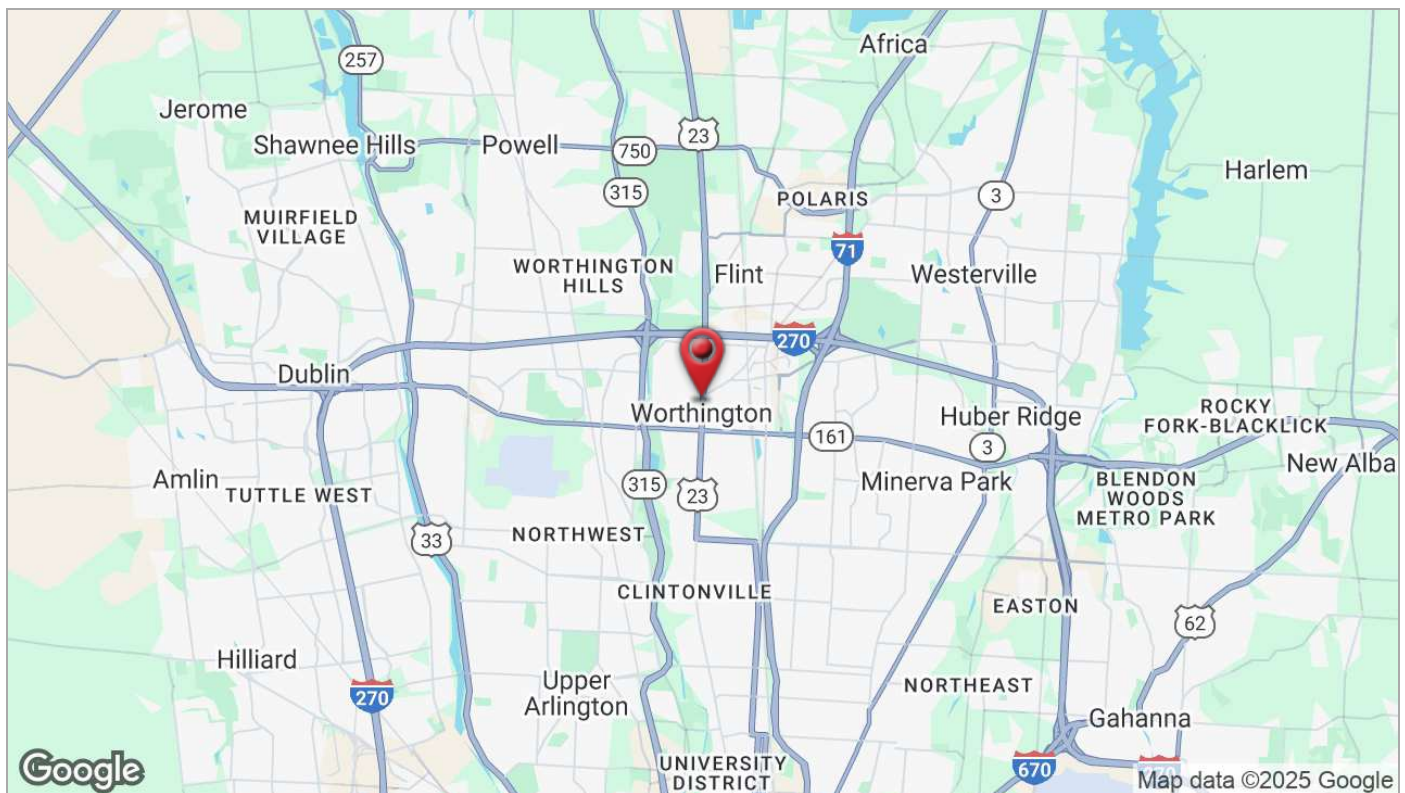 Africa
257
Jerome
23
Shawnee Hills
Powell
750
Harlem
315
3
POLARIS
MUIRFIELD
VILLAGE
71
WORTHINGTON
HILLS
Flint
Westerville
270
Dublin
Worthington
Huber Ridge
ROCKY
FORK-BLACKLICK
161
3
New Alba
Amlin
TUTTLE WEST
315
23
Minerva Park
BLENDON
WOODS
METRO PARK
33
NORTHWEST
CLINTONVILLE
EASTON
62
Hilliard
270
Upper
Arlington
NORTHEAST
Gahanna
UNIVERSITY
DISTRICT
670
Google
Map data ©2025 Google